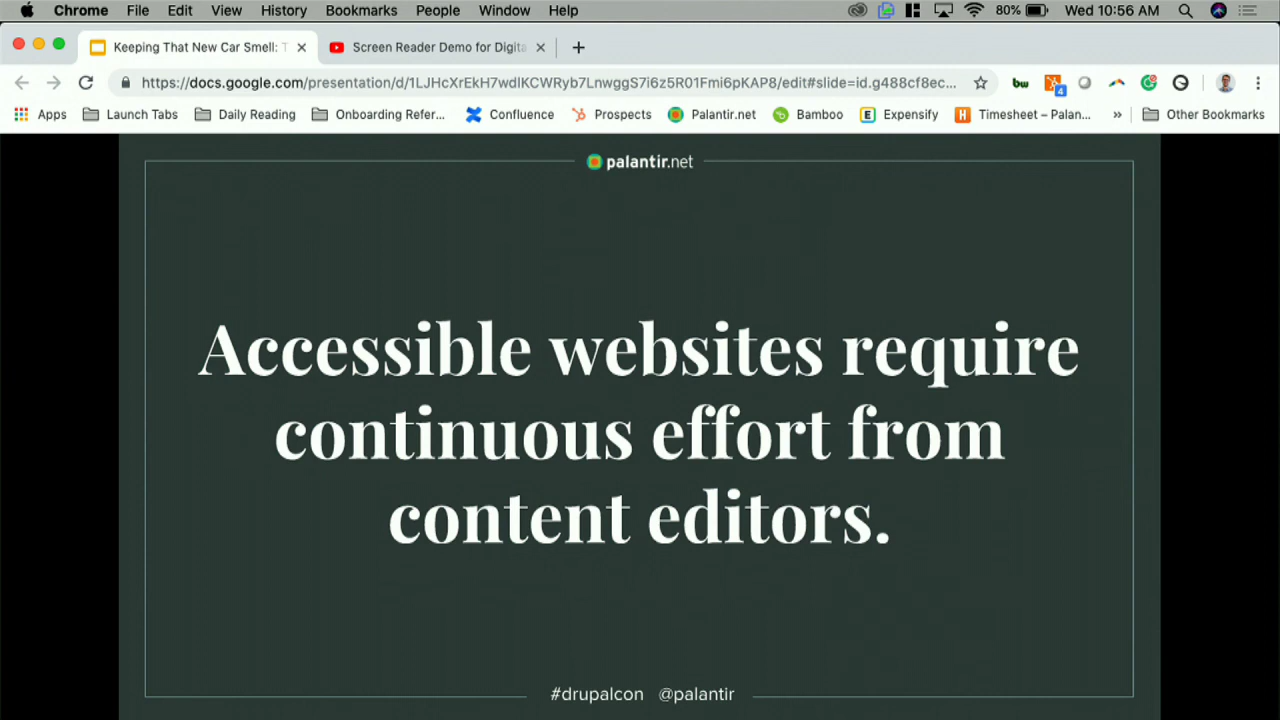 Chrome File Edit View History Bookmarks People Window Help 80% Wed 10:56 AM
Keeping That New Car Smell: T Screen Reader Demo for Digita
https://docs.google.com/presentation/d/1LJHcXrEkH7wdlKCWRyb7LnwggS7i6z5R01Fmi6pKAP8/edit#slide=id.g488cf8ec...
bw 4
Apps Launch Tabs Daily Reading Onboarding Refer... Confluence Prospects Palantir.net Bamboo Expensify Timesheet – Palan... » Other Bookmarks
palantir.net
Accessible websites require
continuous effort from
content editors.
#drupalcon @palantir